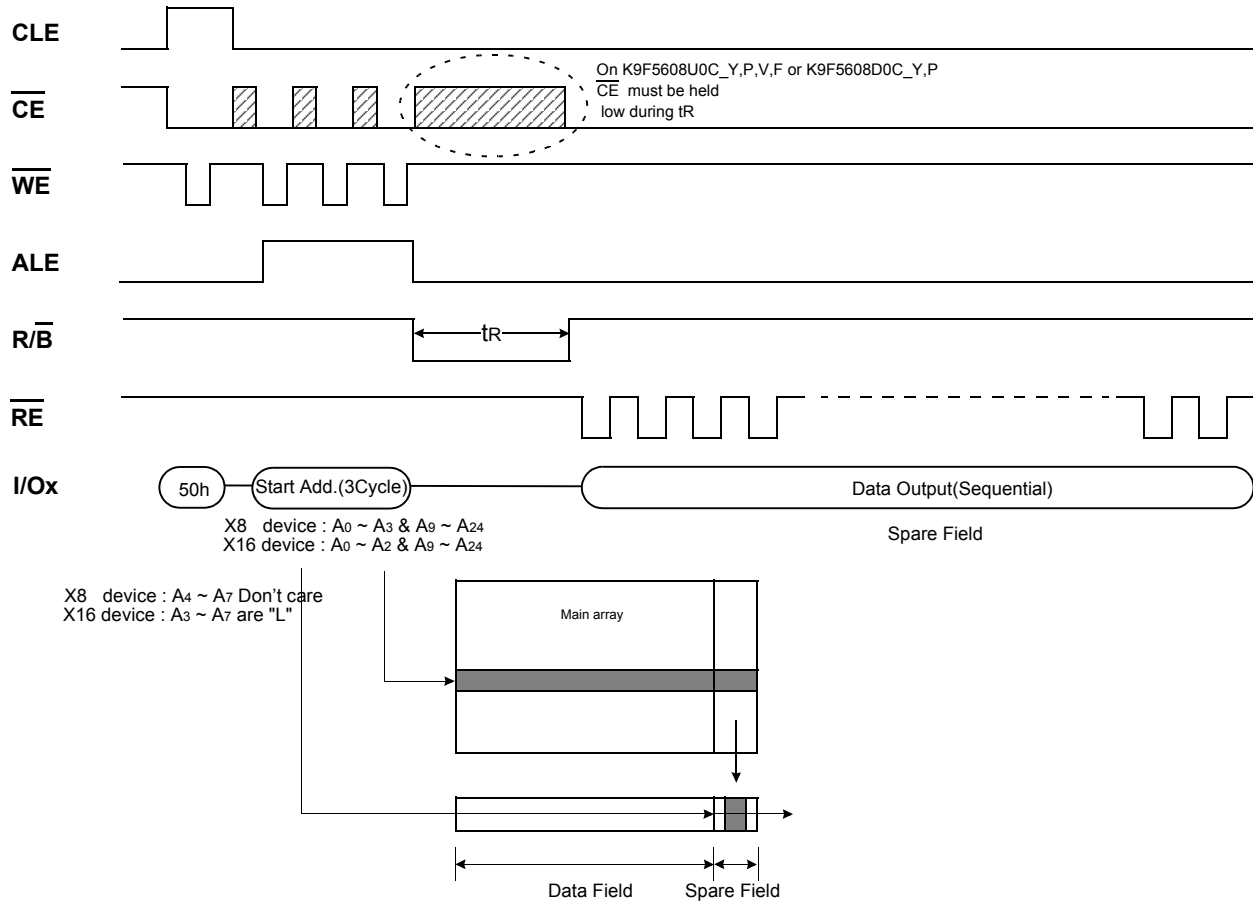 CLE
On K9F5608U0C_Y,P,V,F or K9F5608D0C_Y,P
CE must be held
low during tR
CE
WE
ALE
R/B
tR
RE
I/Ox
50h
Start Add.(3Cycle)
Data Output(Sequential)
X8 device : A0 ~ A3 & A9 ~ A24
X16 device : A0 ~ A2 & A9 ~ A24
Spare Field
X8 device : A4 ~ A7 Don't care
X16 device : A3 ~ A7 are "L"
Main array
Data Field
Spare Field